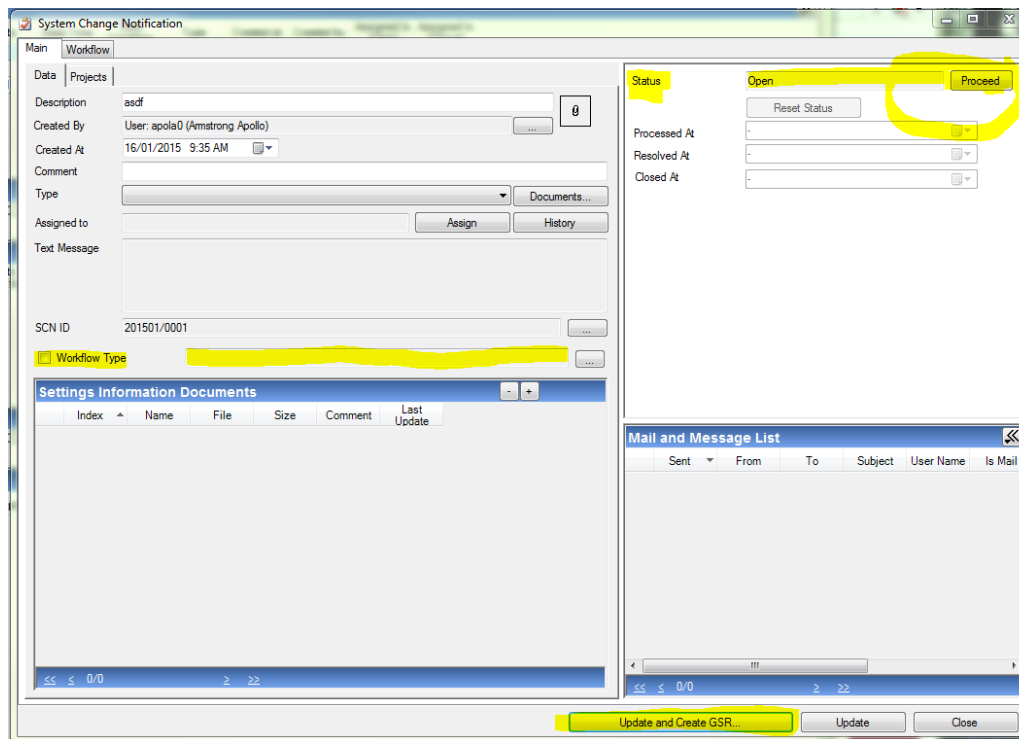 System Change Notification
Main Workflow
Data Projects
Description asdf
Created By User: apola0 (Armstrong Apollo) ...
Created At 16/01/2015 9:35 AM
Comment
Type Documents...
Assigned to Assign History
Text Message
SCN ID 201501/0001 ...
Workflow Type ...
Settings Information Documents - +
Index Name File Size Comment Last Update
<< < 0/0 > >>
Status Open Proceed
Reset Status
Processed At -
Resolved At -
Closed At -
Mail and Message List
Sent From To Subject User Name Is Mail
<< < 0/0 > >>
Update and Create GSR... Update Close